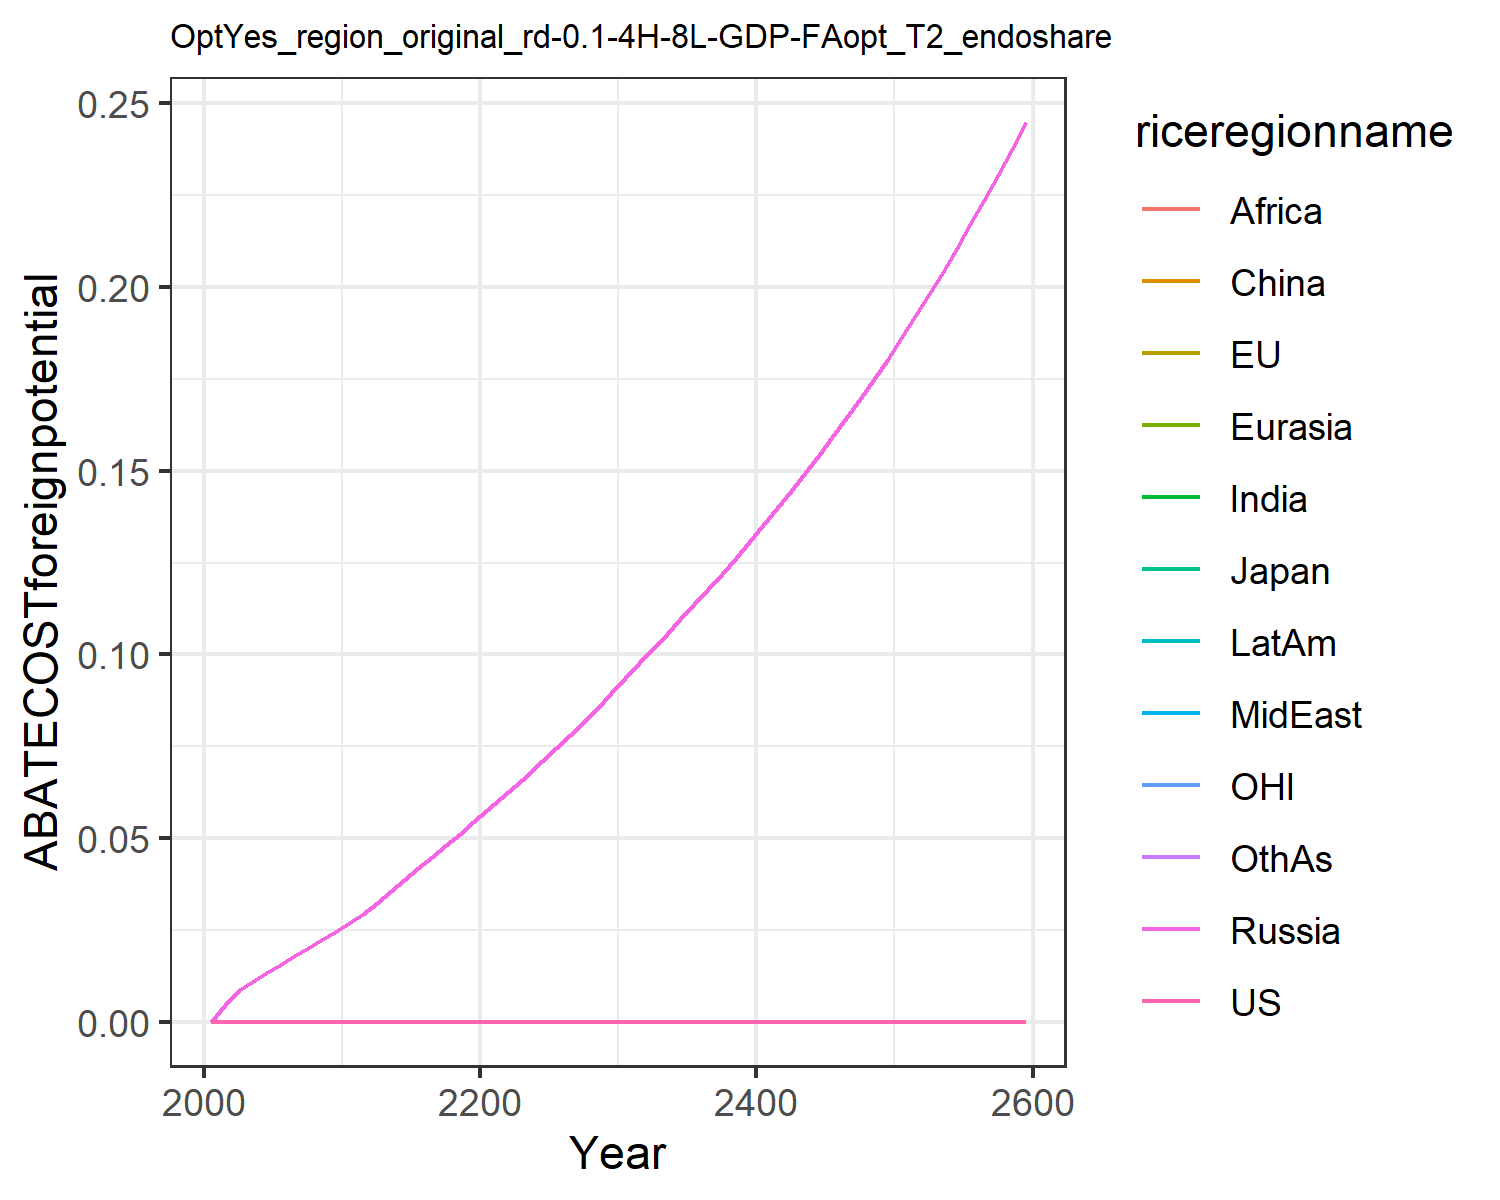 OptYes_region_original_rd-0.1-4H-8L-GDP-FAopt_T2_endoshare
ABATECOSTforeignpotential
0.25
0.20
0.15
0.10
0.05
0.00
2000 2200 2400 2600
Year
riceregionname
Africa
China
EU
Eurasia
India
Japan
LatAm
MidEast
OHI
OthAs
Russia
US